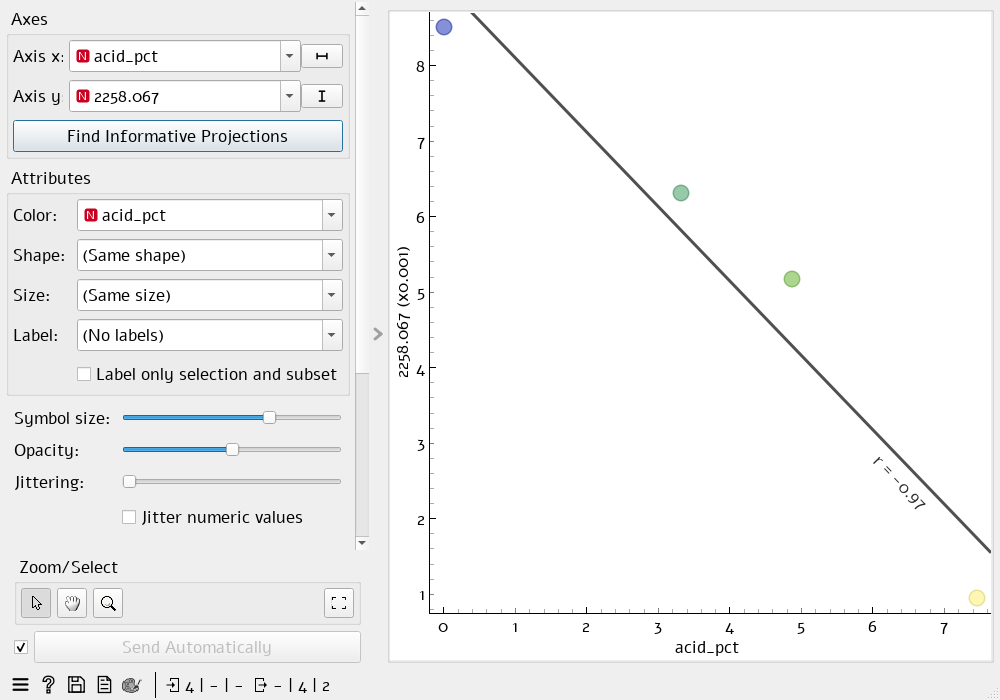 Axes
Axis x: N acid_pct
Axis y: N 2258.067
Find Informative Projections
Attributes
Color: N acid_pct
Shape: (Same shape)
Size: (Same size)
Label: (No labels)
Label only selection and subset
Symbol size:
Opacity:
Jittering:
Jitter numeric values
Zoom/Select
Send Automatically
4 | - | - - | 4 | 2
2258.067 (x0.001)
8
7
6
5
4
3
2
1
r = -0.97
0 1 2 3 4 5 6 7
acid_pct